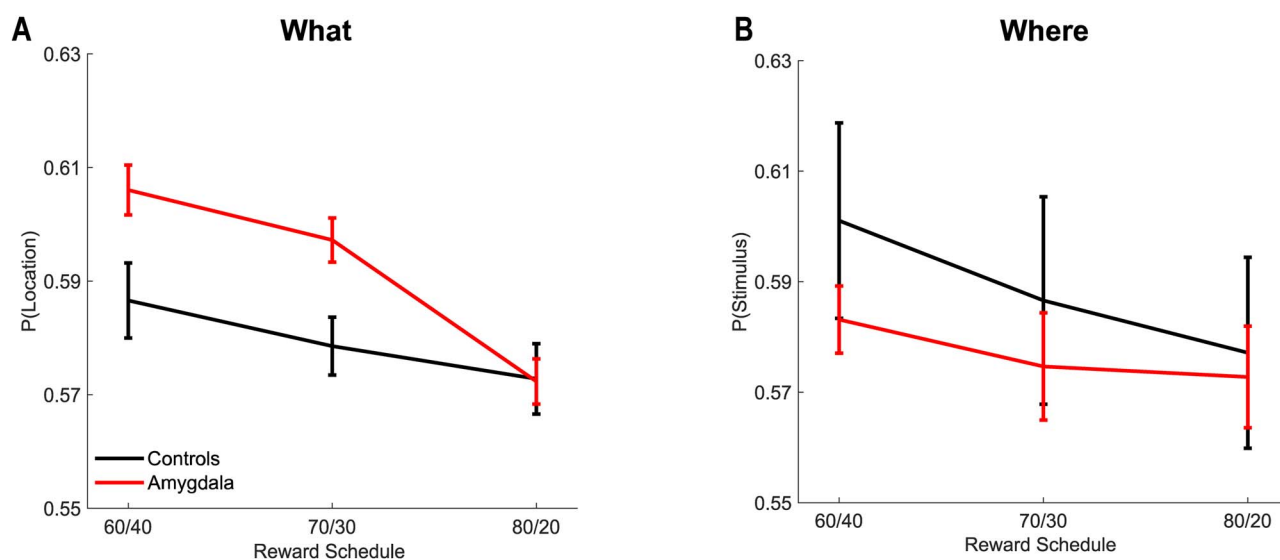 A
What
0.63
0.61
0.59
0.57
0.55
P(Location)
Controls
Amygdala
60/40
70/30
80/20
Reward Schedule
B
Where
0.63
0.61
0.59
0.57
0.55
P(Stimulus)
60/40
70/30
80/20
Reward Schedule